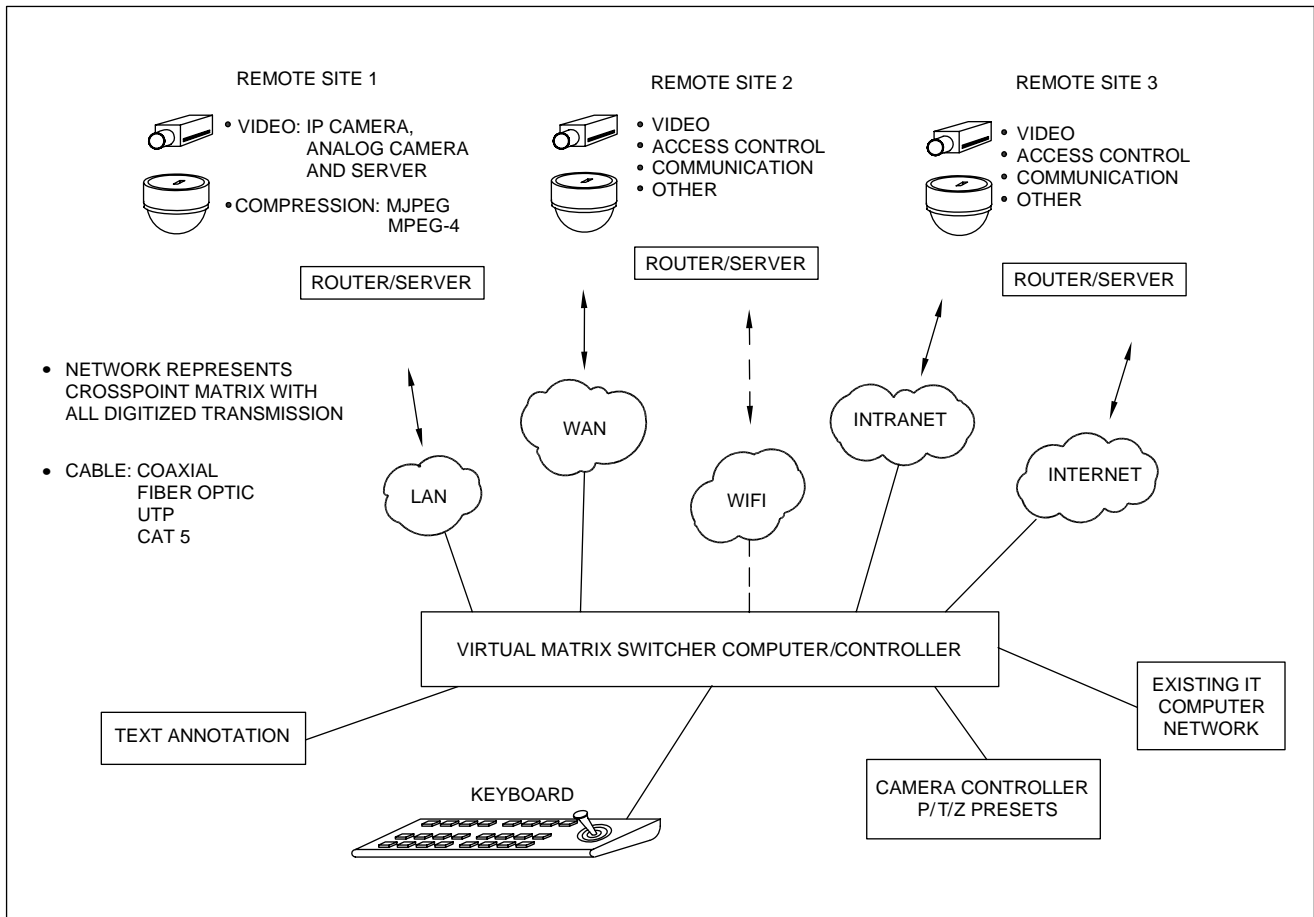 REMOTE SITE 1
• VIDEO: IP CAMERA,
ANALOG CAMERA
AND SERVER
• COMPRESSION: MJPEG
MPEG-4
ROUTER/SERVER
REMOTE SITE 2
• VIDEO
• ACCESS CONTROL
• COMMUNICATION
• OTHER
ROUTER/SERVER
REMOTE SITE 3
• VIDEO
• ACCESS CONTROL
• COMMUNICATION
• OTHER
ROUTER/SERVER
• NETWORK REPRESENTS
CROSSPOINT MATRIX WITH
ALL DIGITIZED TRANSMISSION
• CABLE: COAXIAL
FIBER OPTIC
UTP
CAT 5
LAN
WAN
WIFI
INTRANET
INTERNET
VIRTUAL MATRIX SWITCHER COMPUTER/CONTROLLER
TEXT ANNOTATION
KEYBOARD
CAMERA CONTROLLER
P/T/Z PRESETS
EXISTING IT
COMPUTER
NETWORK